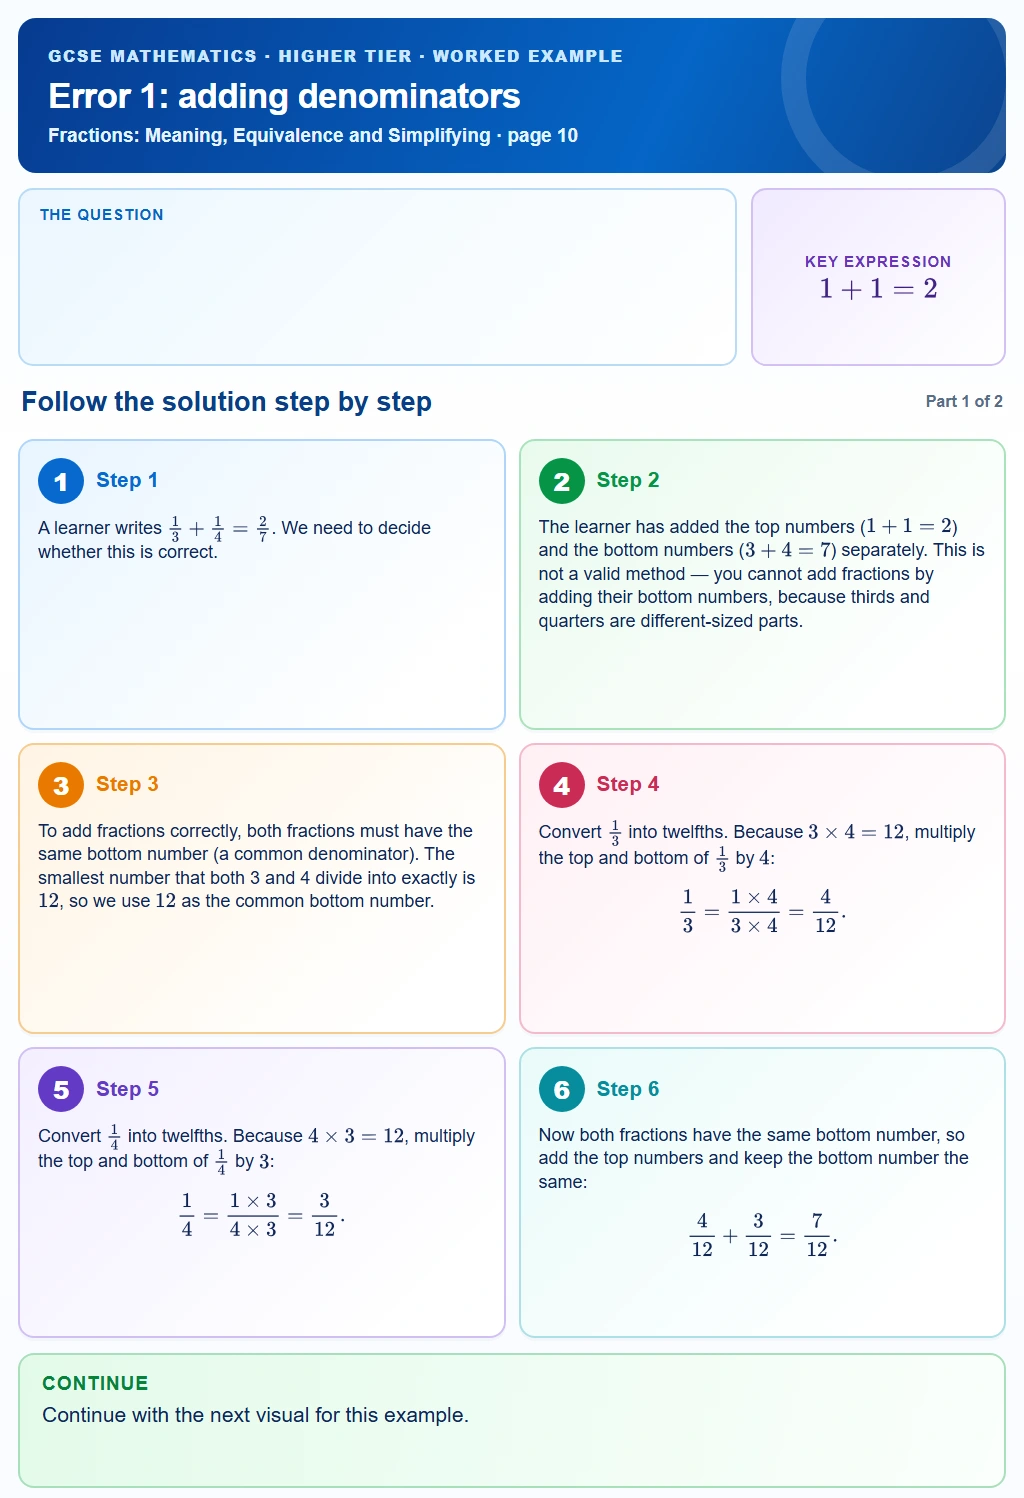 GCSE MATHEMATICS · HIGHER TIER · WORKED EXAMPLE
Error 1: adding denominators
Fractions: Meaning, Equivalence and Simplifying · page 10
THE QUESTION
KEY EXPRESSION
1 + 1 = 2
Follow the solution step by step
Part 1 of 2
1 Step 1
A learner writes 1/3 + 1/4 = 2/7. We need to decide
whether this is correct.
2 Step 2
The learner has added the top numbers (1 + 1 = 2)
and the bottom numbers (3 + 4 = 7) separately. This is
not a valid method — you cannot add fractions by
adding their bottom numbers, because thirds and
quarters are different-sized parts.
3 Step 3
To add fractions correctly, both fractions must have the
same bottom number (a common denominator). The
smallest number that both 3 and 4 divide into exactly is
12, so we use 12 as the common bottom number.
4 Step 4
Convert 1/3 into twelfths. Because 3 × 4 = 12, multiply
the top and bottom of 1/3 by 4:
1/3 = (1 × 4)/(3 × 4) = 4/12.
5 Step 5
Convert 1/4 into twelfths. Because 4 × 3 = 12, multiply
the top and bottom of 1/4 by 3:
1/4 = (1 × 3)/(4 × 3) = 3/12.
6 Step 6
Now both fractions have the same bottom number, so
add the top numbers and keep the bottom number the
same:
4/12 + 3/12 = 7/12.
CONTINUE
Continue with the next visual for this example.